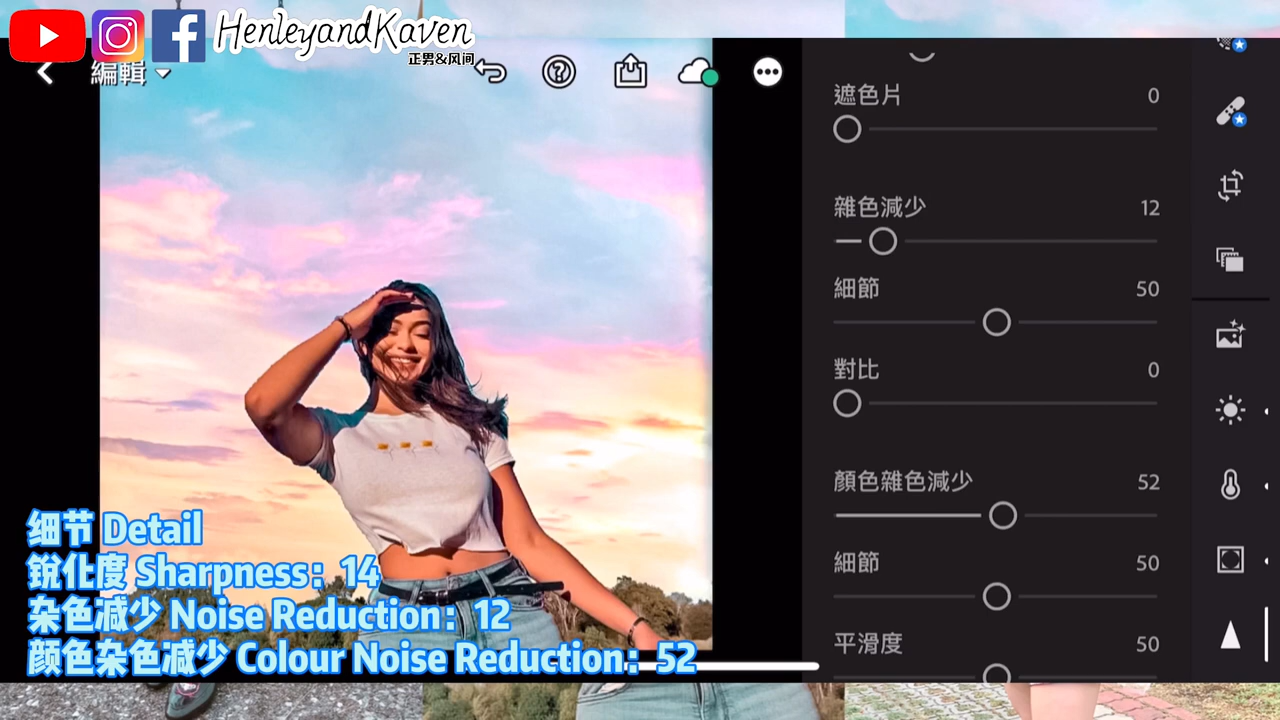 HenleyandKaven
正男&风间
編輯
遮色片 0
雜色減少 12
細節 50
對比 0
顏色雜色減少 52
細節 50
平滑度 50
细节 Detail
锐化度 Sharpness：14
杂色减少 Noise Reduction：12
颜色杂色减少 Colour Noise Reduction：52